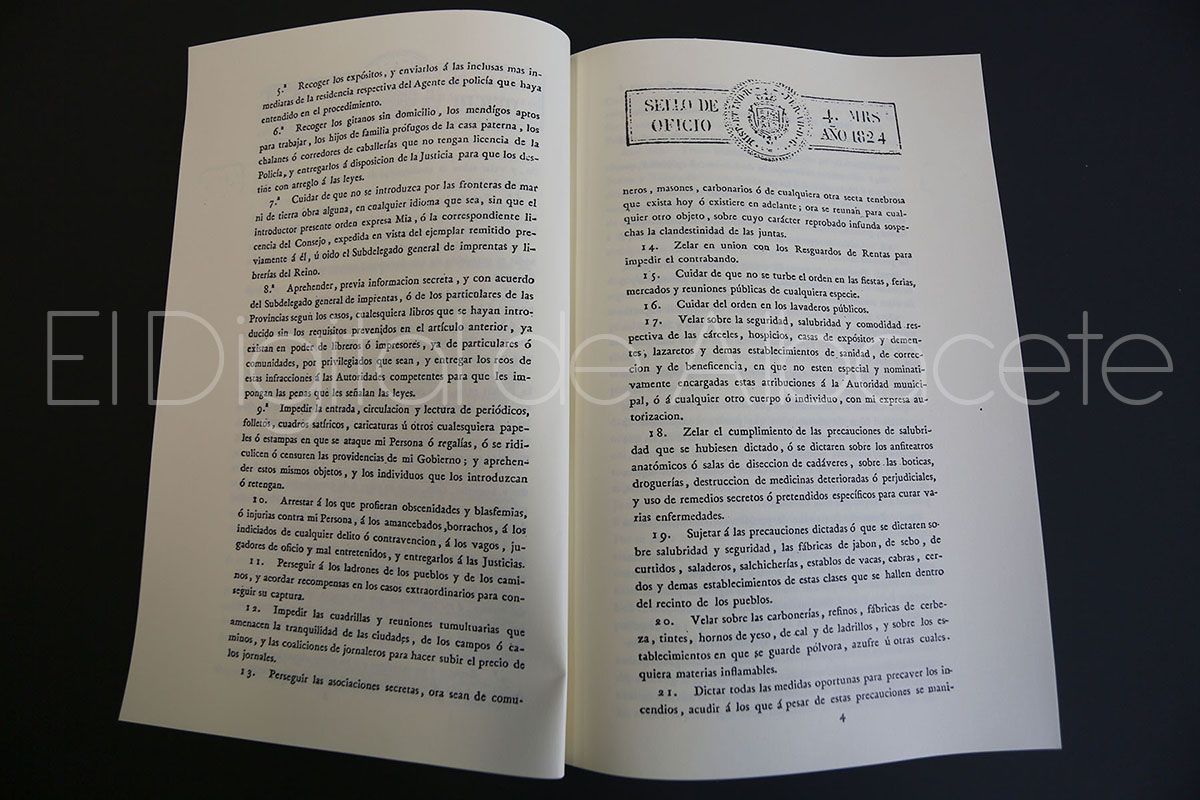 5.ª Recoger los expósitos, y enviarlos á las inclusas mas in-
mediatas de la residencia respectiva del Agente de policía que haya
entendido en el procedimiento.
6.ª Recoger los gitanos sin domicilio, los mendígos aptos
para trabajar, los hijos de familia prófugos de la casa paterna, los
chalanes ó corredores de caballerías que no tengan licencia de la
Policía, y entregarlos á disposicion de la Justicia para que los des-
tine con arreglo á las leyes.
7.ª Cuidar de que no se introduzca por las fronteras de mar
ni de tierra obra alguna, en cualquier idioma que sea, sin que el
introductor presente orden expresa Mia, ó la correspondiente li-
cencia del Consejo, expedida en vista del ejemplar remitido pre-
viamente á él, ú oido el Subdelegado general de imprentas y li-
brerías del Reino.
8.ª Aprehender, previa informacion secreta, y con acuerdo
del Subdelegado general de imprentas, ó de los particulares de las
Provincias segun los casos, cualesquiera libros que se hayan intro-
ducido sin los requisitos prevenidos en el artículo anterior, ya
existan en poder de libreros ó impresores, ya de particulares ó
comunidades, por privilegiados que sean, y entregar los reos de
estas infracciones á las Autoridades competentes para que les im-
pongan las penas que les señalan las leyes.
9.ª Impedir la entrada, circulacion y lectura de periódicos,
folletos, cuadros satíricos, caricaturas ú otros cualesquiera pape-
les ó estampas en que se ataque mi Persona ó regalías, ó se ridi-
culicen ó censuren las providencias de mi Gobierno; y aprehen-
der estos mismos objetos, y los individuos que los introduzcan
ó retengan.
10. Arrestar á los que profieran obscenidades y blasfemias,
ó injurias contra mi Persona, á los amancebados, borrachos, á los
indiciados de cualquier delito ó contravencion, á los vagos, ju-
gadores de oficio y mal entretenidos, y entregarlos á las Justicias.
11. Perseguir á los ladrones de los pueblos y de los cami-
nos, y acordar recompensas en los casos extraordinarios para con-
seguir su captura.
12. Impedir las cuadrillas y reuniones tumultuarias que
amenacen la tranquilidad de las ciudades, de los campos ó ca-
minos, y las coaliciones de jornaleros para hacer subir el precio de
los jornales.
13. Perseguir las asociaciones secretas, ora sean de comu-
SELLO DE
OFICIO
4. MRS
AÑO 1824
neros, masones, carbonarios ó de cualquiera otra secta tenebrosa
que exista hoy ó existiere en adelante; ora se reunan para cual-
quier otro objeto, sobre cuyo carácter reprobado infunda sospe-
chas la clandestinidad de las juntas.
14. Zelar en union con los Resguardos de Rentas para
impedir el contrabando.
15. Cuidar de que no se turbe el orden en las fiestas, ferias,
mercados y reuniones públicas de cualquiera especie.
16. Cuidar del orden en los lavaderos públicos.
17. Velar sobre la seguridad, salubridad y comodidad res-
pectiva de las cárceles, hospicios, casas de expósitos y demen-
tes, lazaretos y demas establecimientos de sanidad, de correc-
cion y de beneficencia, en que no esten especial y nominati-
vamente encargadas estas atribuciones á la Autoridad munici-
pal, ó á cualquier otro cuerpo ó individuo, con mi expresa au-
torizacion.
18. Zelar el cumplimiento de las precauciones de salubri-
dad que se hubiesen dictado, ó se dictaren sobre los anfiteatros
anatómicos ó salas de diseccion de cadáveres, sobre las boticas,
droguerías, destruccion de medicinas deterioradas ó perjudiciales,
y uso de remedios secretos ó pretendidos específicos para curar va-
rias enfermedades.
19. Sujetar á las precauciones dictadas ó que se dictaren so-
bre salubridad y seguridad, las fábricas de jabon, de sebo, de
curtidos, saladeros, salchicherías, establos de vacas, cabras, cer-
dos y demas establecimientos de estas clases que se hallen dentro
del recinto de los pueblos.
20. Velar sobre las carbonerías, refinos, fábricas de cerbe-
za, tintes, hornos de yeso, de cal y de ladrillos, y sobre los es-
tablecimientos en que se guarde pólvora, azufre ú otras cuales-
quiera materias inflamables.
21. Dictar todas las medidas oportunas para precaver los in-
cendios, acudir á los que á pesar de estas precauciones se mani-
4
El Digital de Albacete